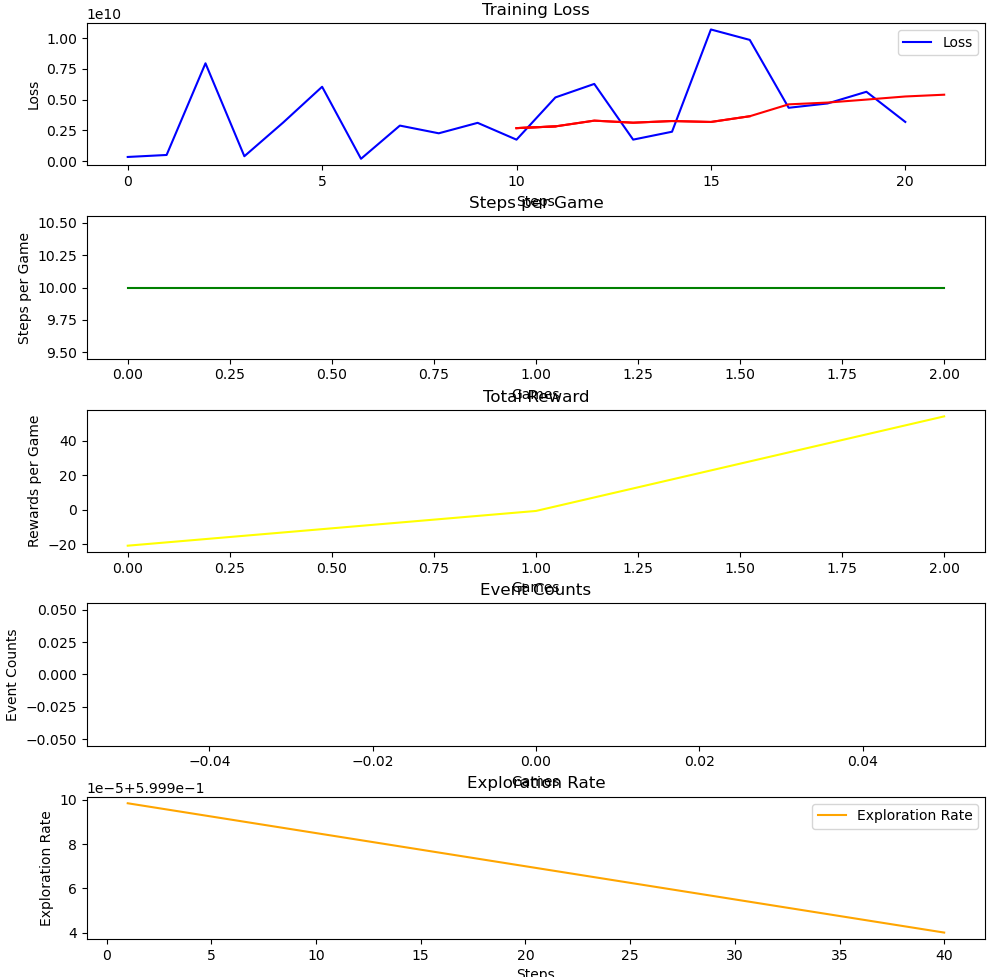 Training Loss
1e10
Loss
1.00
0.75
0.50
0.25
0.00
Loss
0 5 10 15 20
Steps
Steps per Game
Steps per Game
10.50
10.25
10.00
9.75
9.50
0.00 0.25 0.50 0.75 1.00 1.25 1.50 1.75 2.00
Games
Total Reward
Rewards per Game
40
20
0
−20
0.00 0.25 0.50 0.75 1.00 1.25 1.50 1.75 2.00
Games
Event Counts
Event Counts
0.050
0.025
0.000
−0.025
−0.050
−0.04 −0.02 0.00 0.02 0.04
Games
Exploration Rate
1e−5+5.999e−1
Exploration Rate
10
8
6
4
Exploration Rate
0 5 10 15 20 25 30 35 40
Steps